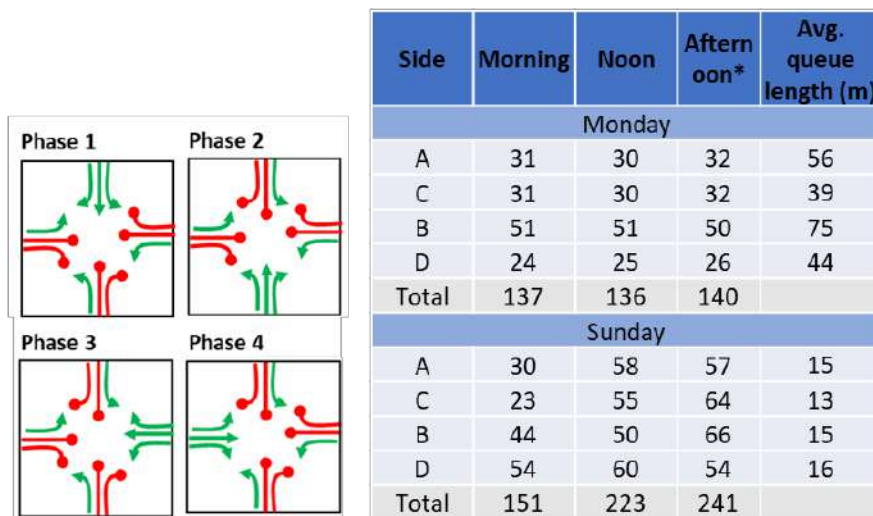 Phase 1 Phase 2
Phase 3 Phase 4
Side Morning Noon Aftern oon* Avg. queue length (m)
Monday
A 31 30 32 56
C 31 30 32 39
B 51 51 50 75
D 24 25 26 44
Total 137 136 140
Sunday
A 30 58 57 15
C 23 55 64 13
B 44 50 66 15
D 54 60 54 16
Total 151 223 241